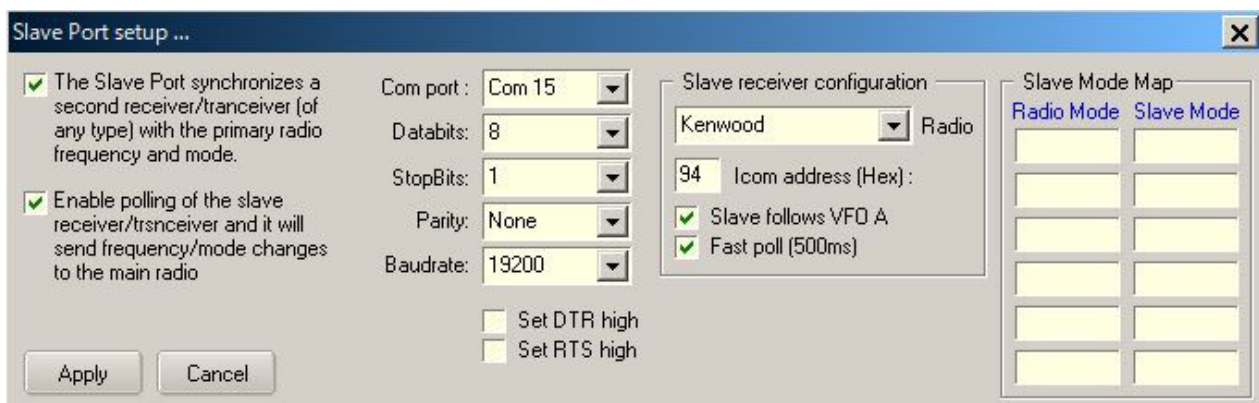 Slave Port setup ...
The Slave Port synchronizes a
second receiver/tranceiver (of
any type) with the primary radio
frequency and mode.
Enable polling of the slave
receiver/trsnceiver and it will
send frequency/mode changes
to the main radio
Apply
Cancel
Com port : Com 15
Databits: 8
StopBits: 1
Parity: None
Baudrate: 19200
Set DTR high
Set RTS high
Slave receiver configuration
Kenwood Radio
94 Icom address (Hex) :
Slave follows VFO A
Fast poll (500ms)
Slave Mode Map
Radio Mode Slave Mode